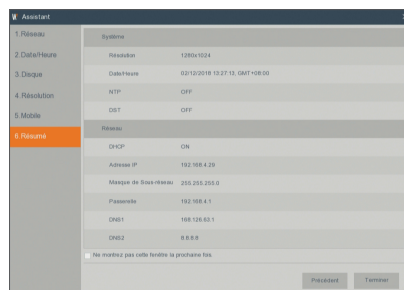 Assistant
1.Réseau
2.Date/Heure
3.Disque
4.Résolution
5.Mobile
6.Résumé
Système
Résolution 1280x1024
Date/Heure 02/12/2018 13:27:13, GMT+08:00
NTP OFF
DST OFF
Réseau
DHCP ON
Adresse IP 192.168.4.29
Masque de Sous-réseau 255.255.252.0
Passerelle 192.168.4.1
DNS1 168.126.63.1
DNS2 8.8.8.8
Ne montrez pas cette fenêtre la prochaine fois.
Précédent Terminer